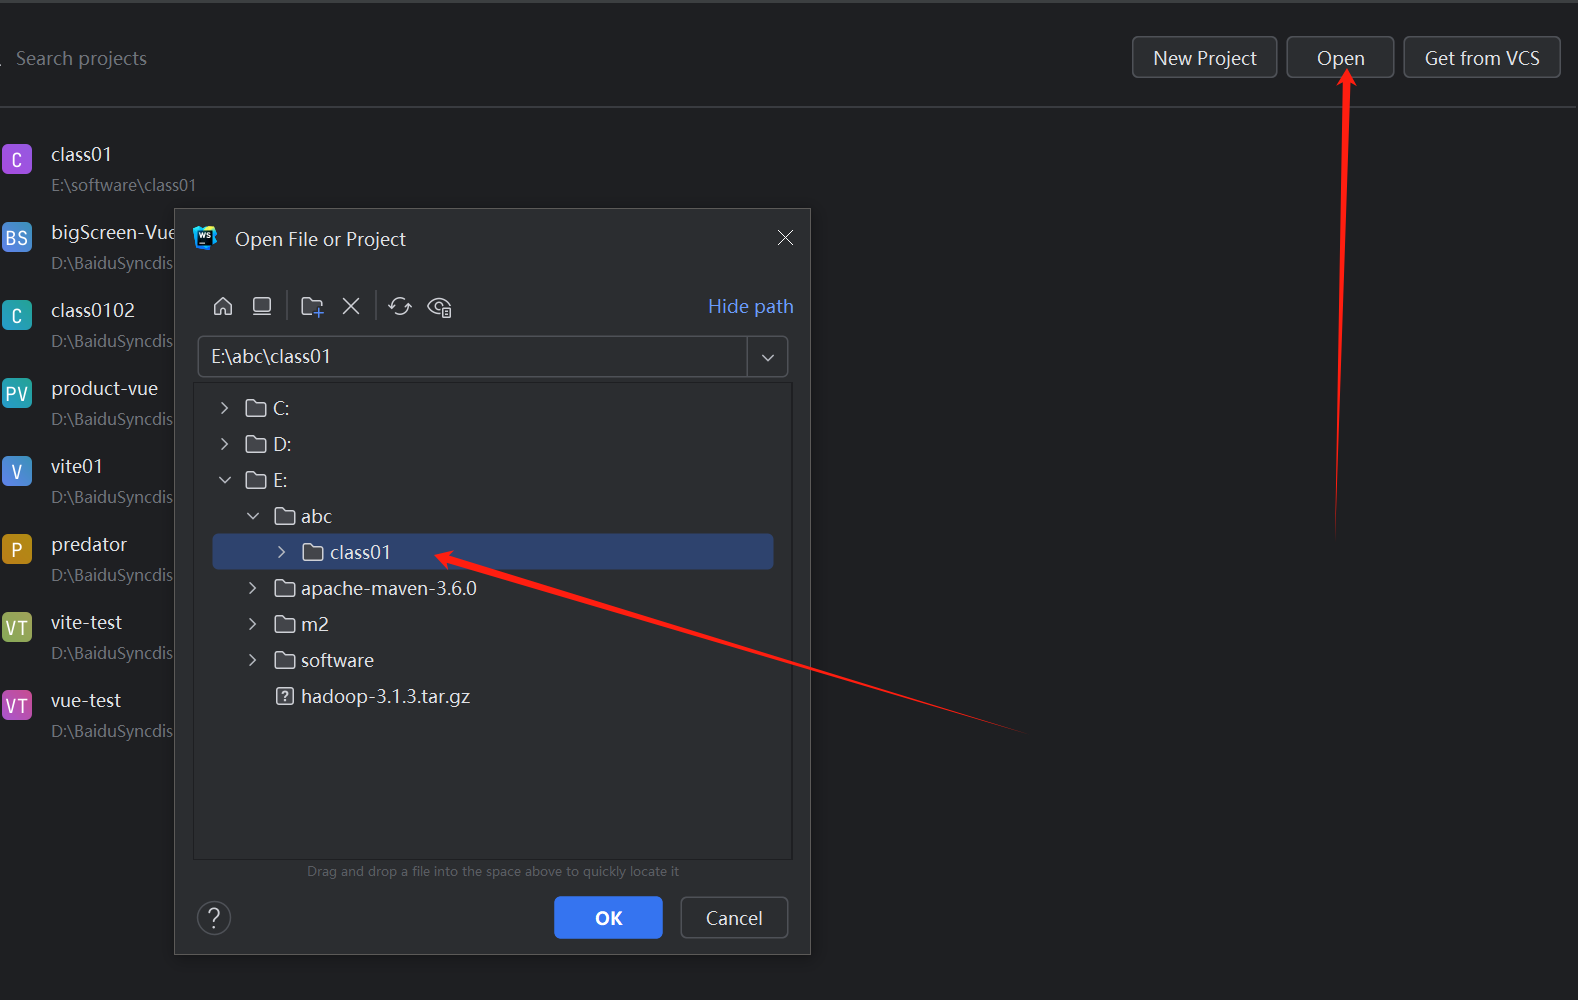 Search projects
New Project
Open
Get from VCS
C
class01
E:\software\class01
BS
bigScreen-Vue
D:\BaiduSyncdis
C
class0102
D:\BaiduSyncdis
PV
product-vue
D:\BaiduSyncdis
V
vite01
D:\BaiduSyncdis
P
predator
D:\BaiduSyncdis
VT
vite-test
D:\BaiduSyncdis
VT
vue-test
D:\BaiduSyncdis
WS
Open File or Project
Hide path
E:\abc\class01
C:
D:
E:
abc
class01
apache-maven-3.6.0
m2
software
hadoop-3.1.3.tar.gz
Drag and drop a file into the space above to quickly locate it
?
OK
Cancel